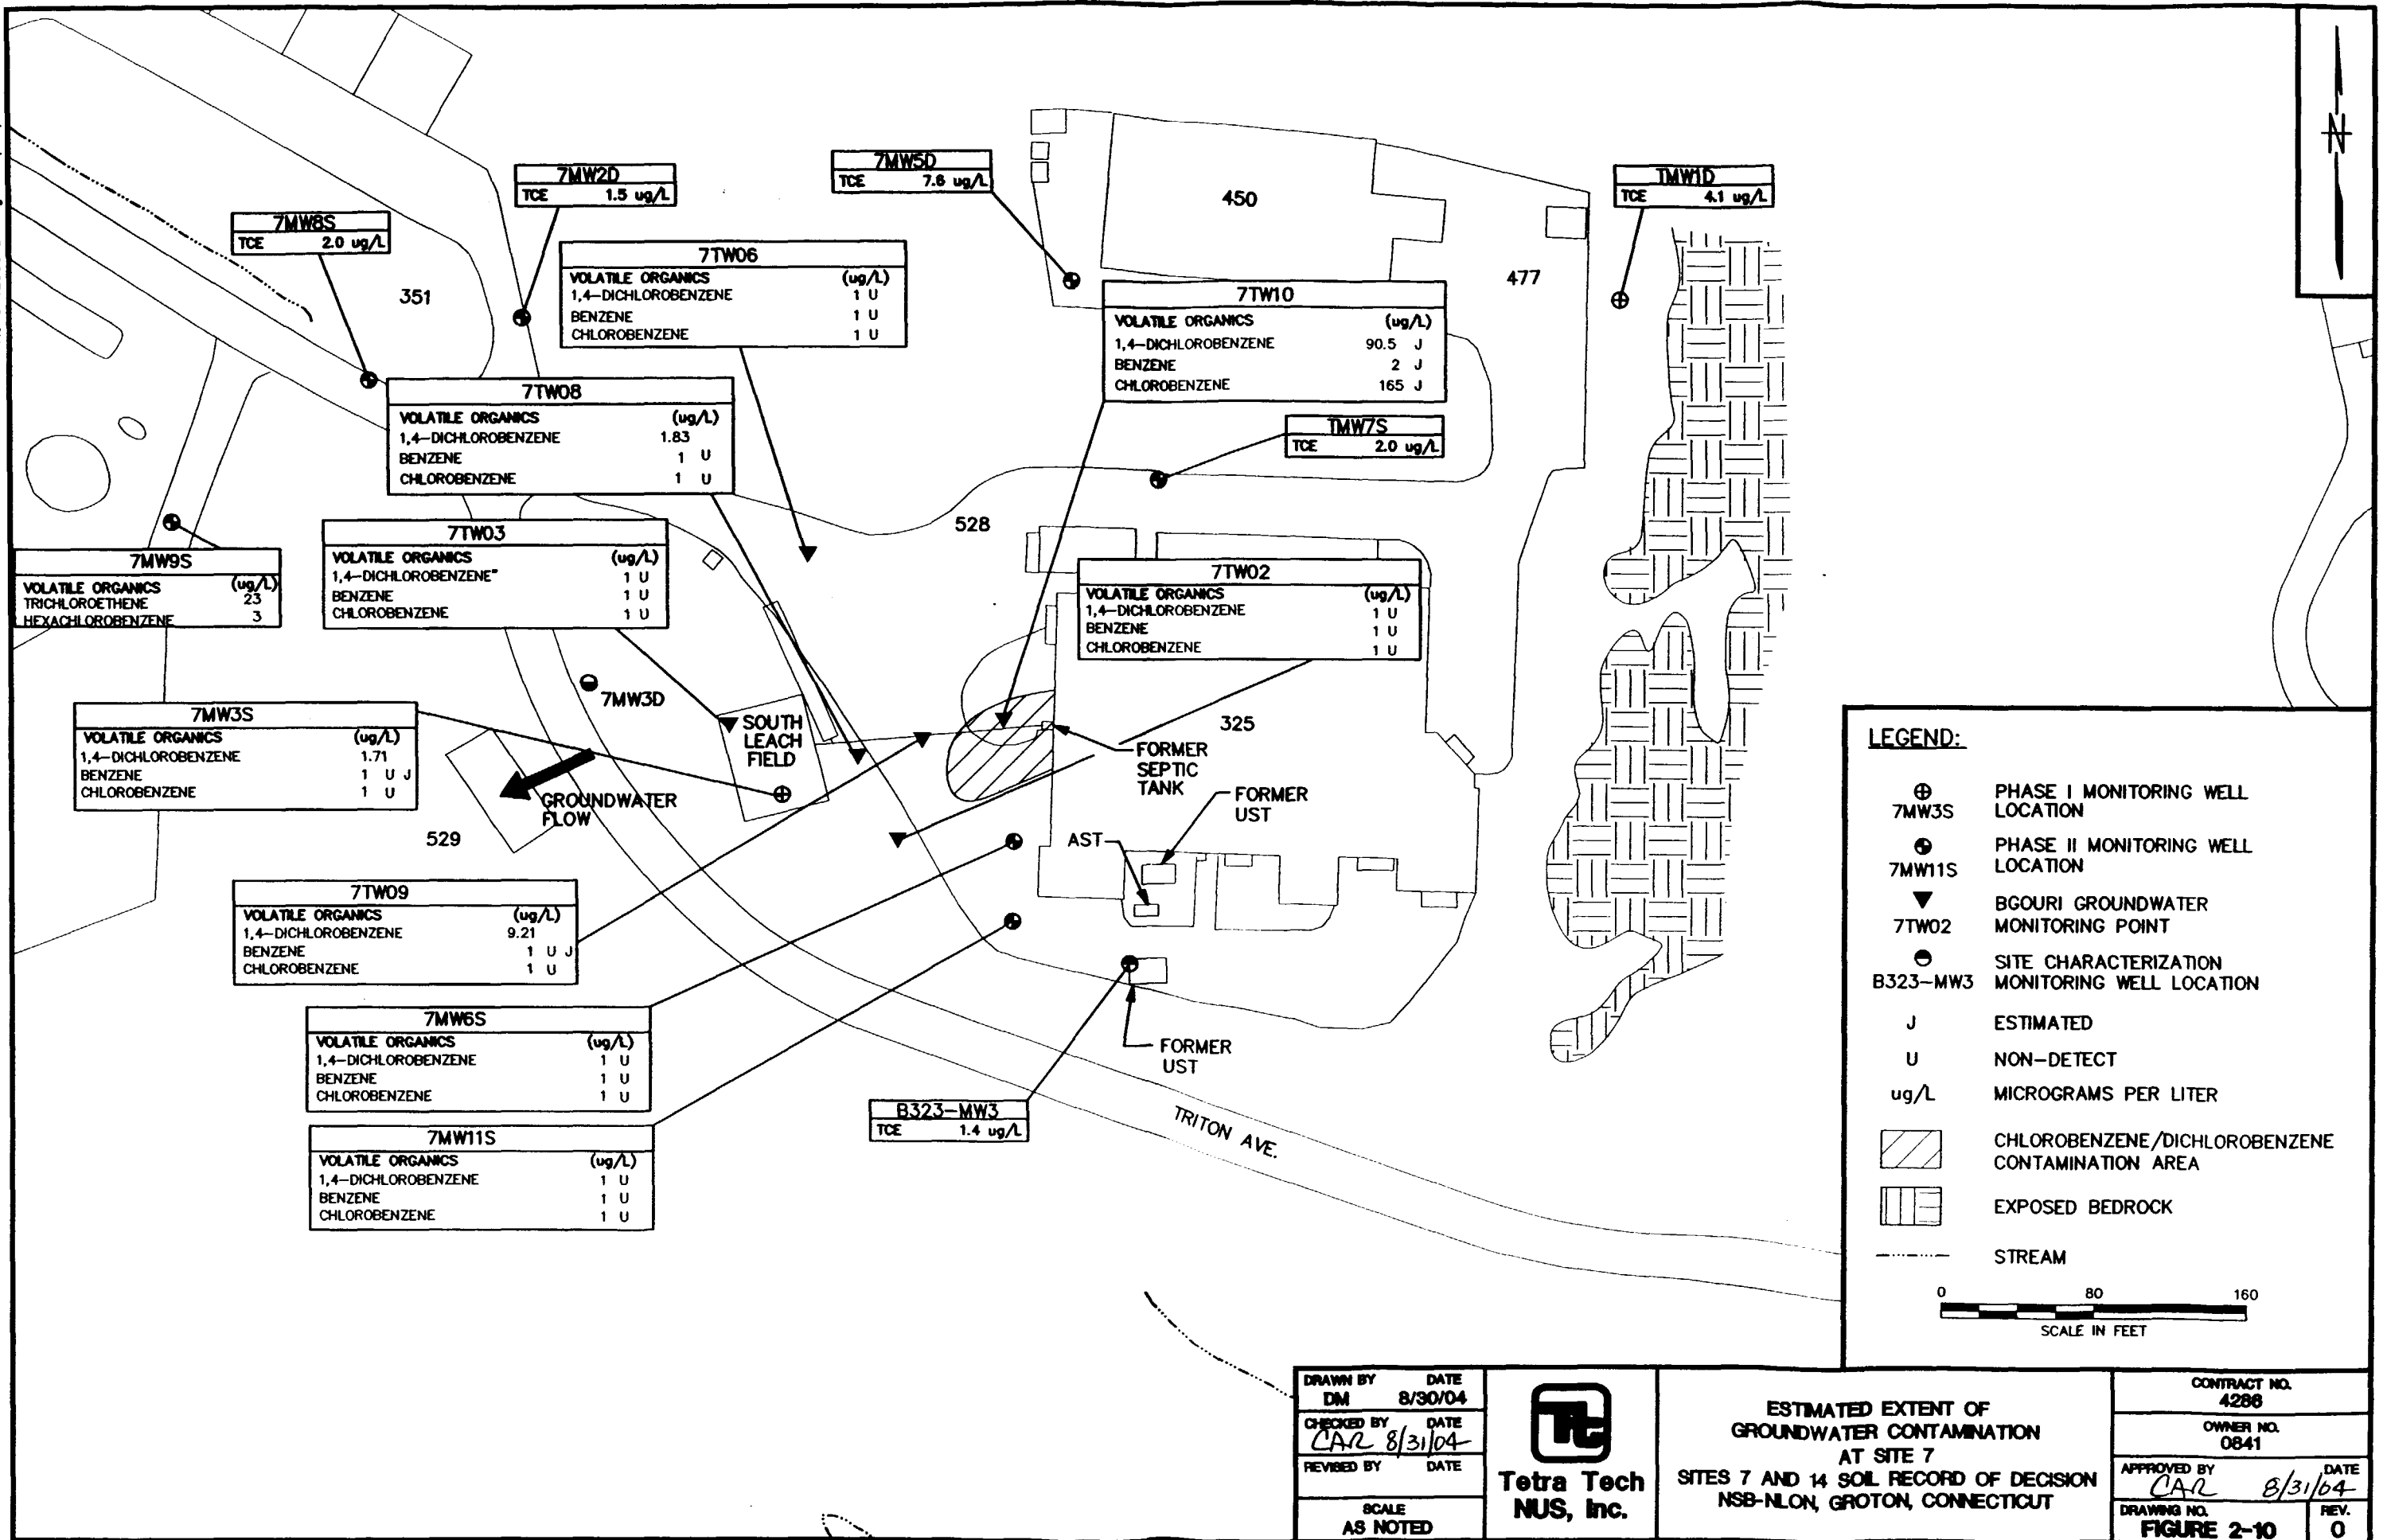 N
7MW2D
TCE 1.5 ug/L
7MW5D
TCE 7.6 ug/L
TMW1D
TCE 4.1 ug/L
7MW8S
TCE 2.0 ug/L
351
450
477
7TW06
VOLATILE ORGANICS (ug/L)
1,4-DICHLOROBENZENE 1 U
BENZENE 1 U
CHLOROBENZENE 1 U
7TW10
VOLATILE ORGANICS (ug/L)
1,4-DICHLOROBENZENE 90.5 J
BENZENE 2 J
CHLOROBENZENE 165 J
7TW08
VOLATILE ORGANICS (ug/L)
1,4-DICHLOROBENZENE 1.83
BENZENE 1 U
CHLOROBENZENE 1 U
TMW7S
TCE 2.0 ug/L
528
7TW03
VOLATILE ORGANICS (ug/L)
1,4-DICHLOROBENZENE" 1 U
BENZENE 1 U
CHLOROBENZENE 1 U
7MW9S
VOLATILE ORGANICS (ug/L)
TRICHLOROETHENE 23
HEXACHLOROBENZENE 3
7TW02
VOLATILE ORGANICS (ug/L)
1,4-DICHLOROBENZENE 1 U
BENZENE 1 U
CHLOROBENZENE 1 U
7MW3D
7MW3S
VOLATILE ORGANICS (ug/L)
1,4-DICHLOROBENZENE 1.71
BENZENE 1 U J
CHLOROBENZENE 1 U
SOUTH
LEACH
FIELD
325
FORMER
SEPTIC
TANK
FORMER
UST
AST
GROUNDWATER
FLOW
529
7TW09
VOLATILE ORGANICS (ug/L)
1,4-DICHLOROBENZENE 9.21
BENZENE 1 U J
CHLOROBENZENE 1 U
7MW6S
VOLATILE ORGANICS (ug/L)
1,4-DICHLOROBENZENE 1 U
BENZENE 1 U
CHLOROBENZENE 1 U
FORMER
UST
B323-MW3
TCE 1.4 ug/L
TRITON AVE.
7MW11S
VOLATILE ORGANICS (ug/L)
1,4-DICHLOROBENZENE 1 U
BENZENE 1 U
CHLOROBENZENE 1 U
LEGEND:
7MW3S PHASE I MONITORING WELL
LOCATION
7MW11S PHASE II MONITORING WELL
LOCATION
7TW02 BGOURI GROUNDWATER
MONITORING POINT
B323-MW3 SITE CHARACTERIZATION
MONITORING WELL LOCATION
J ESTIMATED
U NON-DETECT
ug/L MICROGRAMS PER LITER
CHLOROBENZENE/DICHLOROBENZENE
CONTAMINATION AREA
EXPOSED BEDROCK
STREAM
0 80 160
SCALE IN FEET
DRAWN BY DATE
DM 8/30/04
CHECKED BY DATE
CAR 8/31/04
REVISED BY DATE
SCALE
AS NOTED
Tt
Tetra Tech
NUS, Inc.
ESTIMATED EXTENT OF
GROUNDWATER CONTAMINATION
AT SITE 7
SITES 7 AND 14 SOIL RECORD OF DECISION
NSB-NLON, GROTON, CONNECTICUT
CONTRACT NO.
4286
OWNER NO.
0841
APPROVED BY DATE
CAR 8/31/04
DRAWING NO. REV.
FIGURE 2-10 0